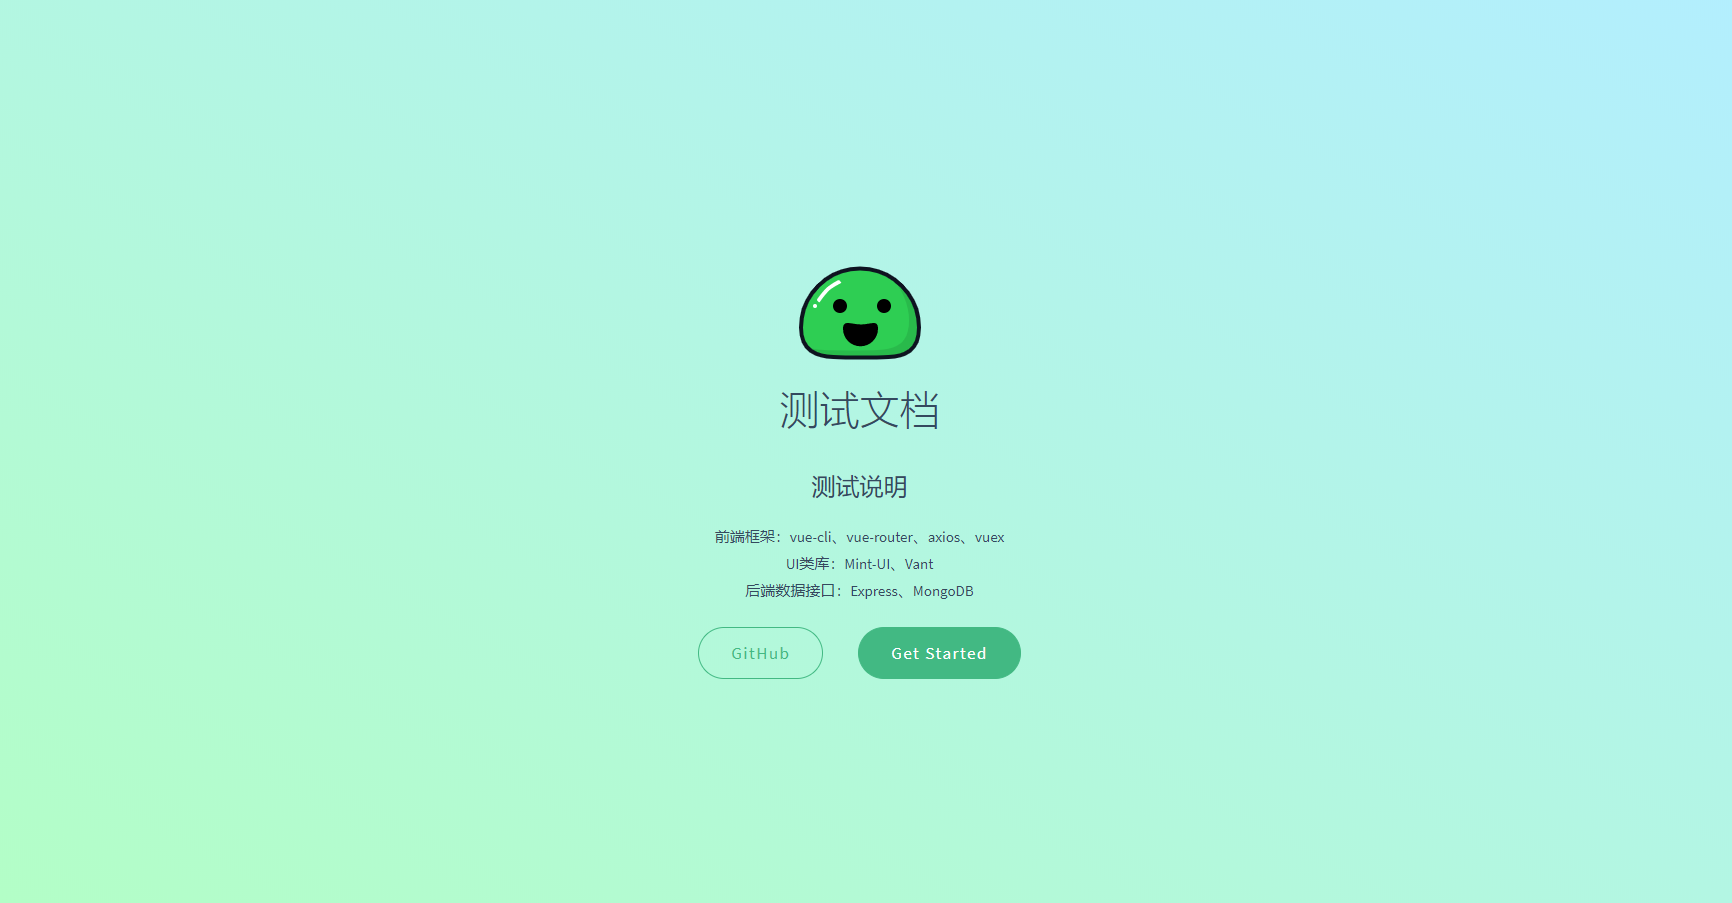 测试文档
测试说明
前端框架：vue-cli、vue-router、axios、vuex
UI类库：Mint-UI、Vant
后端数据接口：Express、MongoDB
GitHub
Get Started